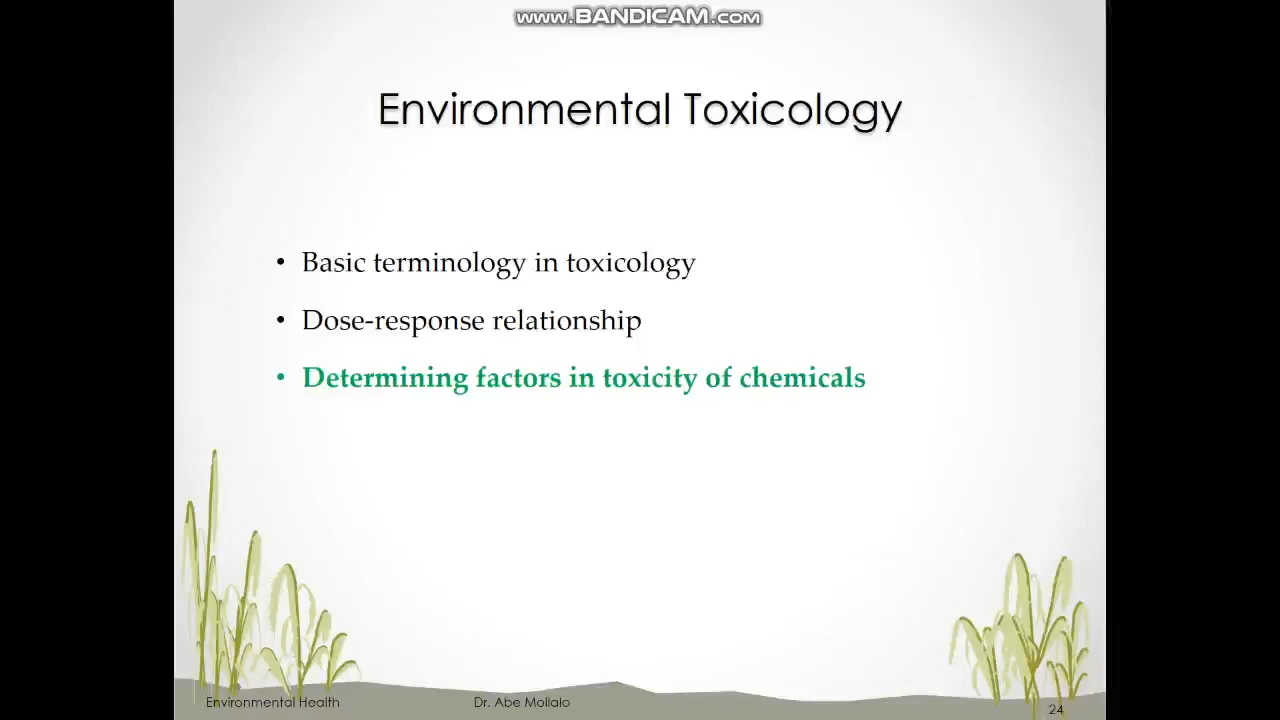 www.BANDICAM.com
Environmental Toxicology
• Basic terminology in toxicology
• Dose-response relationship
• Determining factors in toxicity of chemicals
Environmental Health
Dr. Abe Mollalo
24